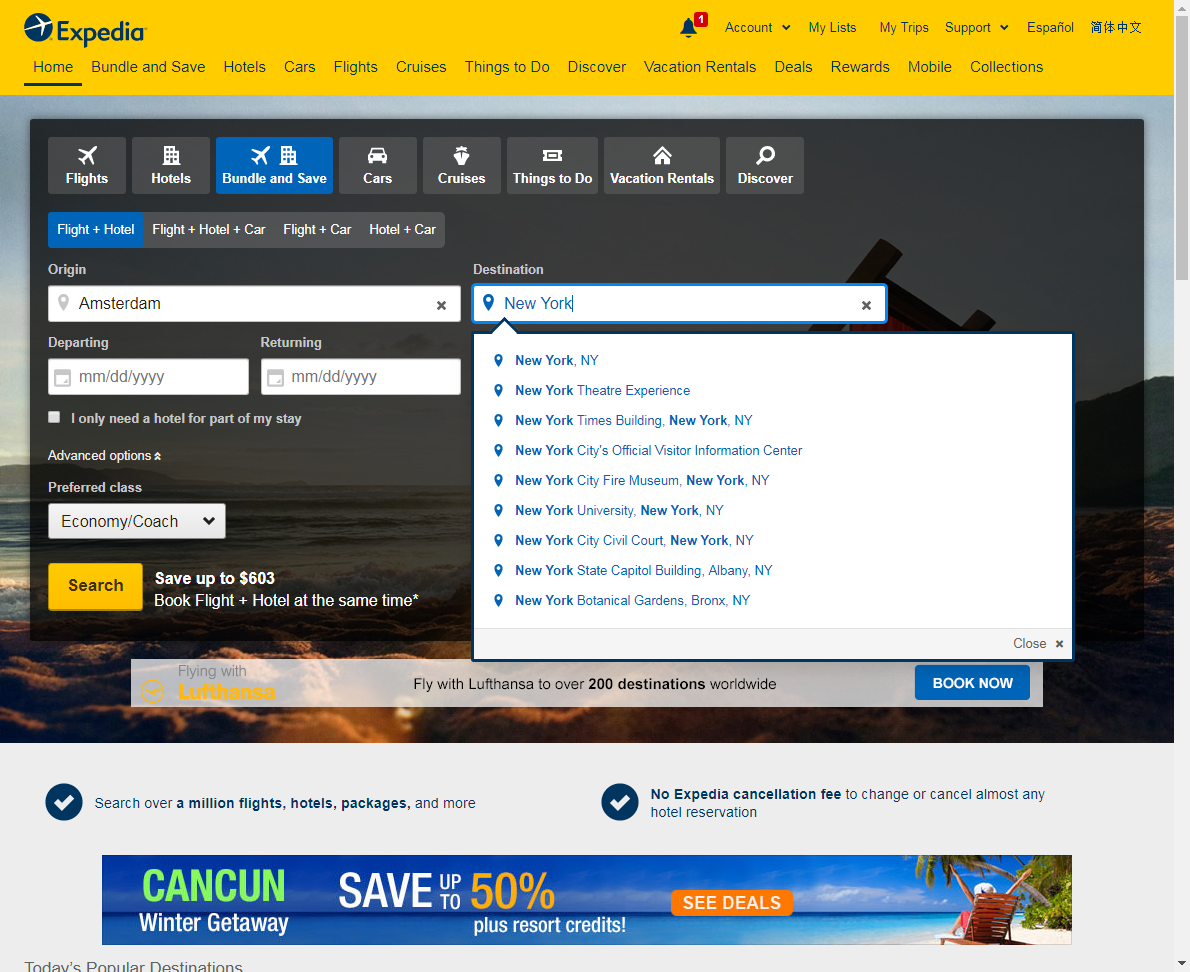 Expedia
1
Account
My Lists
My Trips
Support
Español
简体中文
Home
Bundle and Save
Hotels
Cars
Flights
Cruises
Things to Do
Discover
Vacation Rentals
Deals
Rewards
Mobile
Collections
Flights
Hotels
Bundle and Save
Cars
Cruises
Things to Do
Vacation Rentals
Discover
Flight + Hotel
Flight + Hotel + Car
Flight + Car
Hotel + Car
Origin
Destination
Amsterdam
New York
Departing
Returning
mm/dd/yyyy
mm/dd/yyyy
I only need a hotel for part of my stay
Advanced options
Preferred class
Economy/Coach
Search
Save up to $603
Book Flight + Hotel at the same time*
New York, NY
New York Theatre Experience
New York Times Building, New York, NY
New York City's Official Visitor Information Center
New York City Fire Museum, New York, NY
New York University, New York, NY
New York City Civil Court, New York, NY
New York State Capitol Building, Albany, NY
New York Botanical Gardens, Bronx, NY
Close
Flying with
Lufthansa
Fly with Lufthansa to over 200 destinations worldwide
BOOK NOW
Search over a million flights, hotels, packages, and more
No Expedia cancellation fee to change or cancel almost any
hotel reservation
CANCUN
Winter Getaway
SAVE UP TO 50%
plus resort credits!
SEE DEALS
Today's Popular Destinations